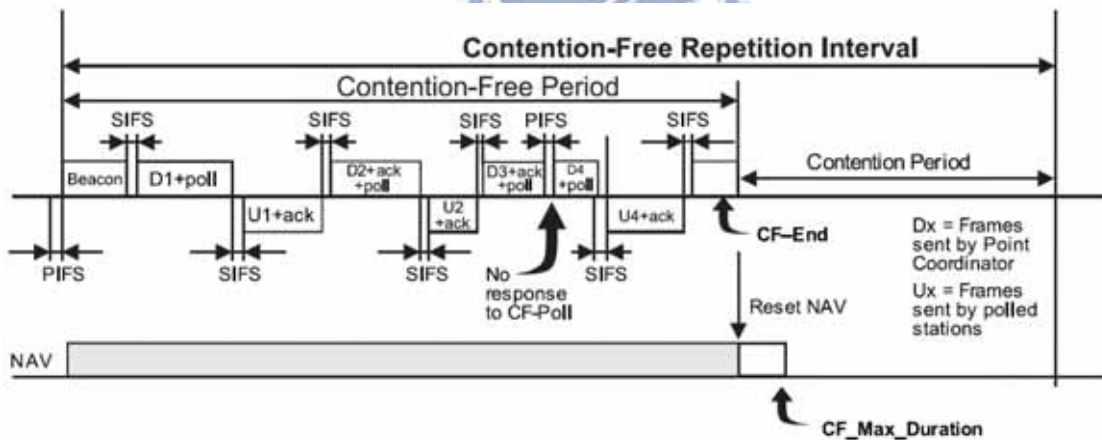 Contention-Free Repetition Interval
Contention-Free Period
SIFS
SIFS
SIFS
PIFS
SIFS
Contention Period
Beacon
D1+poll
D2+ack
+poll
D3+ack
+poll
D4
+poll
U1+ack
U2
+ack
U4+ack
CF–End
Dx = Frames
sent by Point
Coordinator
PIFS
SIFS
SIFS
No
response
to CF-Poll
SIFS
Reset NAV
Ux = Frames
sent by polled
stations
NAV
CF_Max_Duration